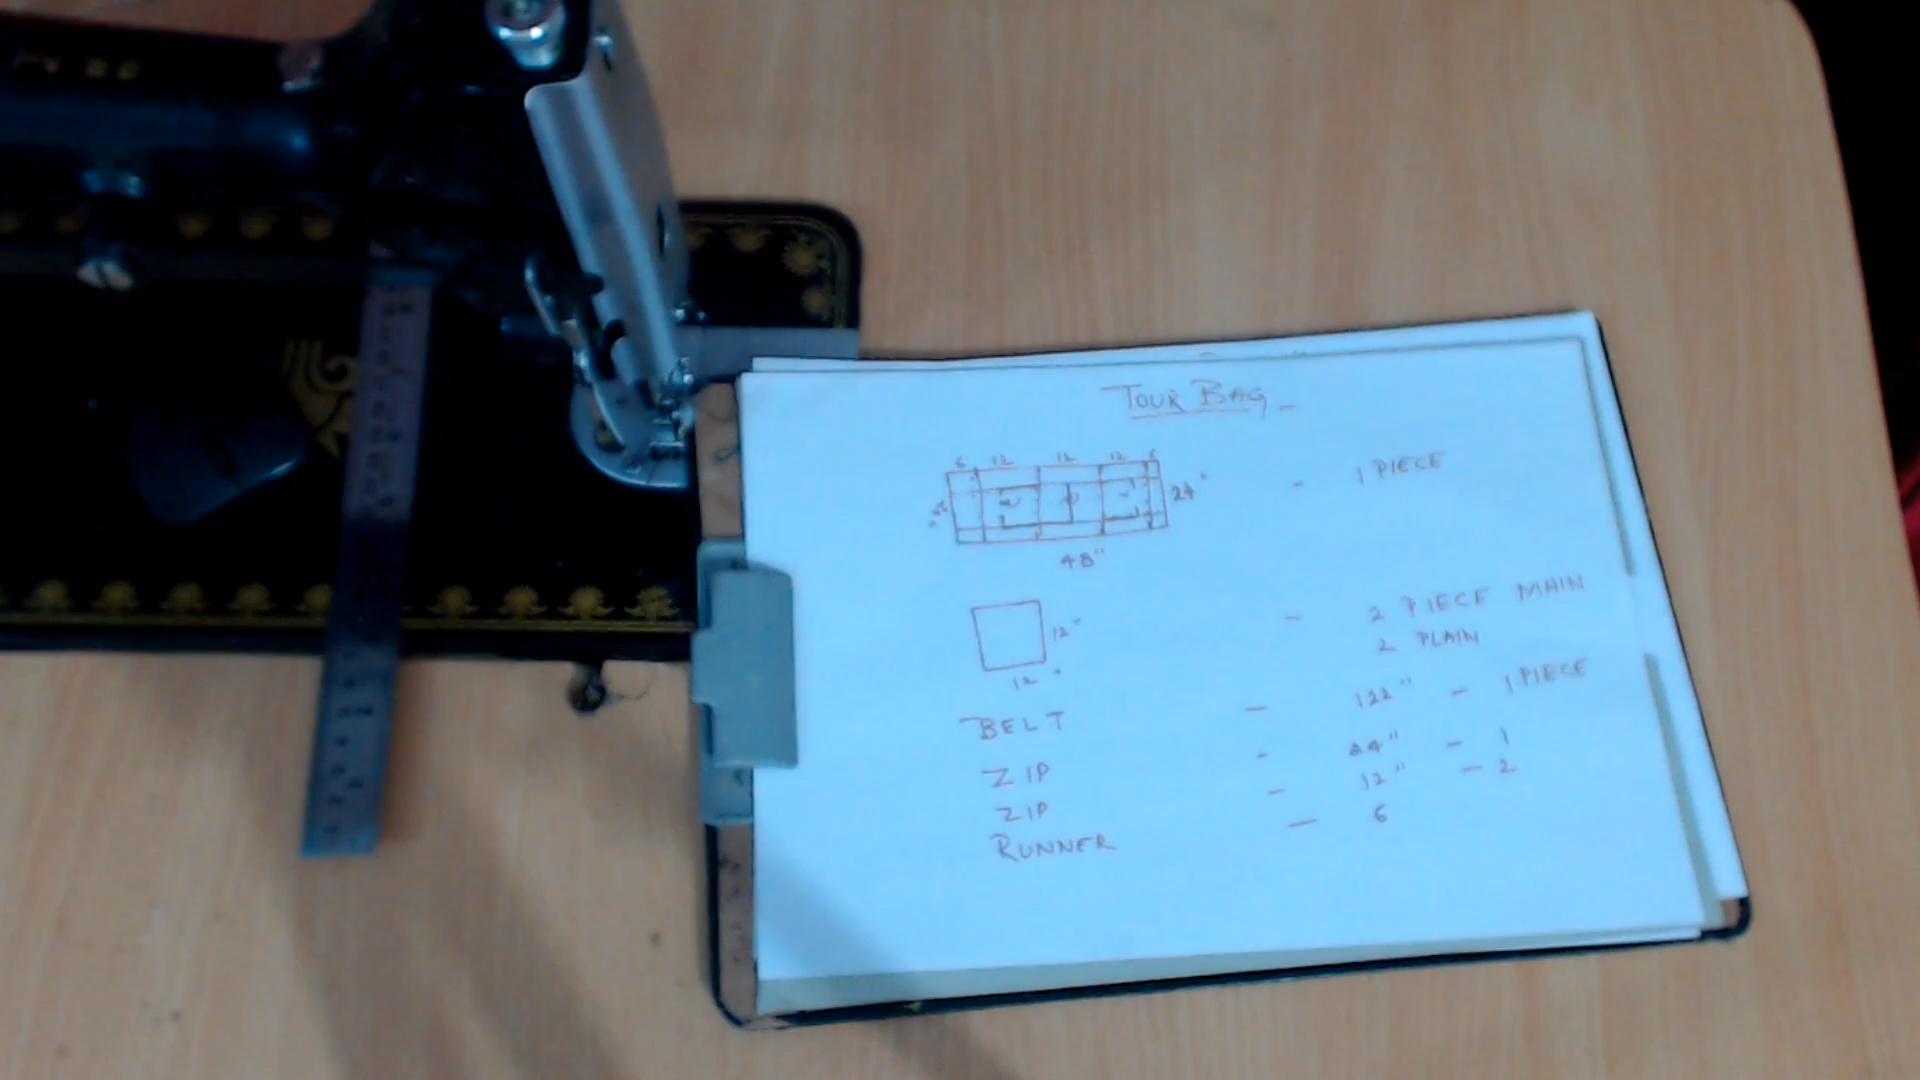 TOUR BAG
6 12 12 12 6
24" - 1 PIECE
48"
12" - 2 PIECE MAIN
12" 2 PLAIN
BELT - 122" - 1 PIECE
ZIP - 24" - 1
ZIP - 12" - 2
RUNNER - 6